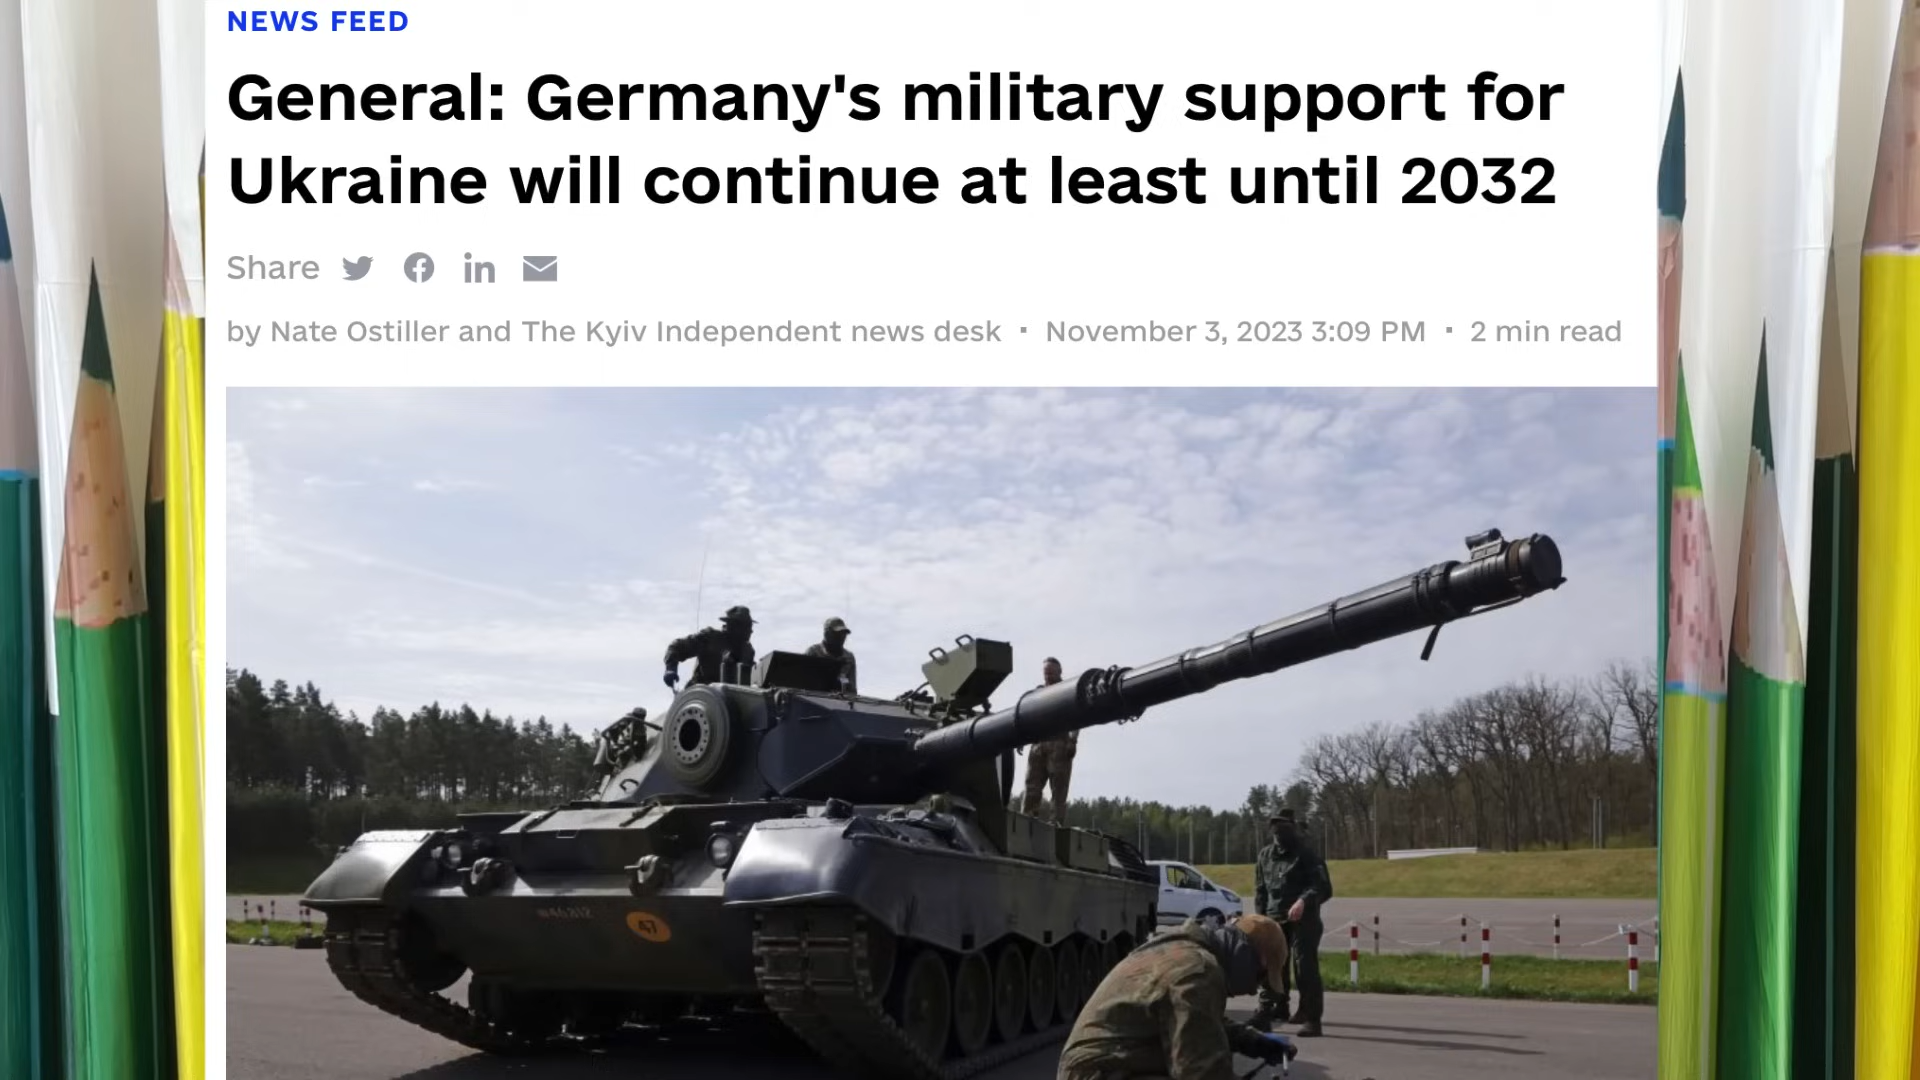 NEWS FEED
General: Germany's military support for
Ukraine will continue at least until 2032
Share
by Nate Ostiller and The Kyiv Independent news desk · November 3, 2023 3:09 PM · 2 min read
47